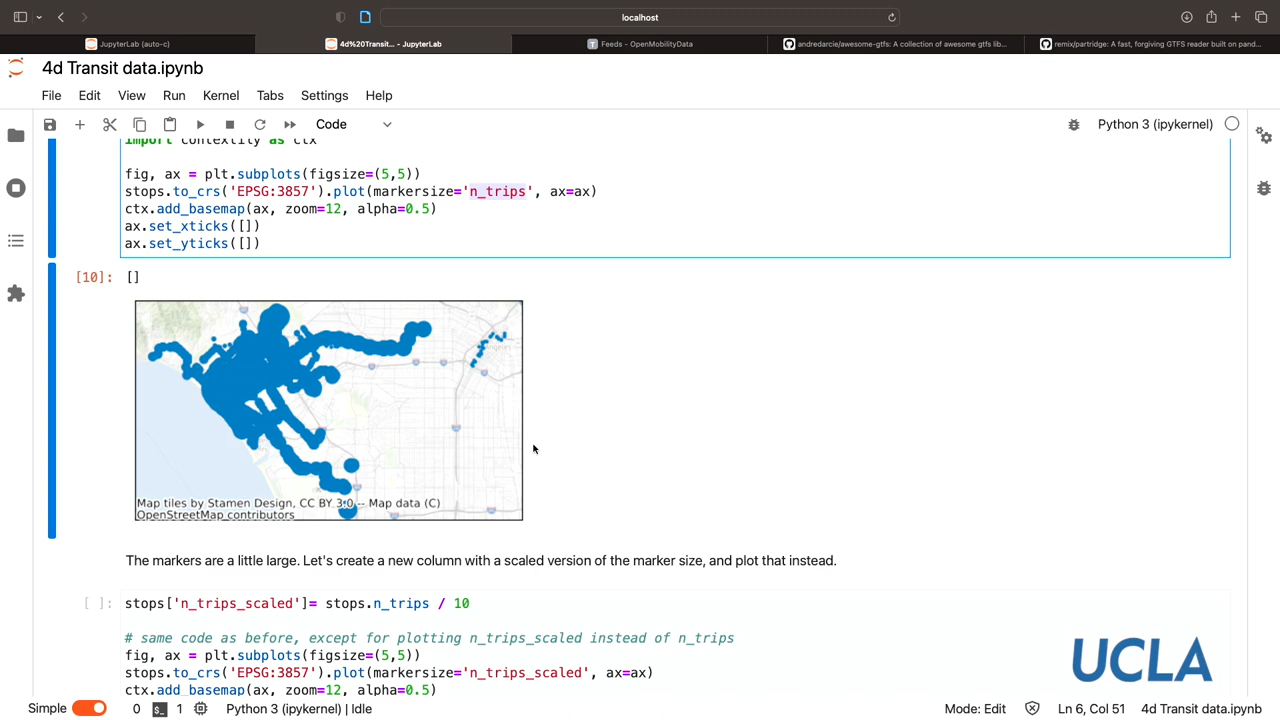 localhost
JupyterLab (auto-c)
4d%20Transit... - JupyterLab
Feeds - OpenMobilityData
andredarcie/awesome-gtfs: A collection of awesome gtfs lib...
remix/partridge: A fast, forgiving GTFS reader built on pand...
4d Transit data.ipynb
File Edit View Run Kernel Tabs Settings Help
Code
Python 3 (ipykernel)
import contextily as ctx
fig, ax = plt.subplots(figsize=(5,5))
stops.to_crs('EPSG:3857').plot(markersize='n_trips', ax=ax)
ctx.add_basemap(ax, zoom=12, alpha=0.5)
ax.set_xticks([])
ax.set_yticks([])
[10]: []
Map tiles by Stamen Design, CC BY 3.0 -- Map data (C)
OpenStreetMap contributors
The markers are a little large. Let's create a new column with a scaled version of the marker size, and plot that instead.
[ ]: stops['n_trips_scaled']= stops.n_trips / 10
# same code as before, except for plotting n_trips_scaled instead of n_trips
fig, ax = plt.subplots(figsize=(5,5))
stops.to_crs('EPSG:3857').plot(markersize='n_trips_scaled', ax=ax)
ctx.add_basemap(ax, zoom=12, alpha=0.5)
UCLA
Simple 0 $_ 1 Python 3 (ipykernel) | Idle Mode: Edit Ln 6, Col 51 4d Transit data.ipynb